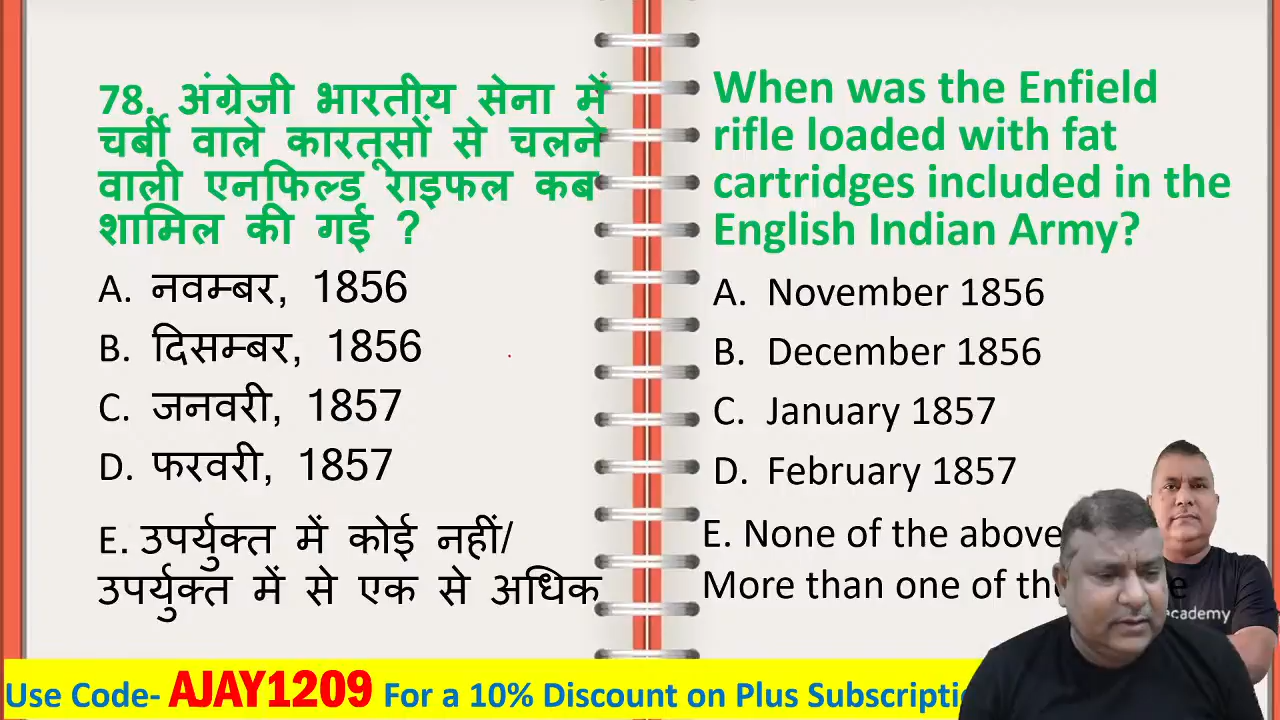 78. अंग्रेजी भारतीय सेना में
चर्बी वाले कारतूसों से चलने
वाली एनफिल्ड राइफल कब
शामिल की गई ?
A. नवम्बर, 1856
B. दिसम्बर, 1856
C. जनवरी, 1857
D. फरवरी, 1857
E. उपर्युक्त में कोई नहीं/
उपर्युक्त में से एक से अधिक
When was the Enfield
rifle loaded with fat
cartridges included in the
English Indian Army?
A. November 1856
B. December 1856
C. January 1857
D. February 1857
E. None of the above
More than one of
academy
Use Code- AJAY1209 For a 10% Discount on Plus